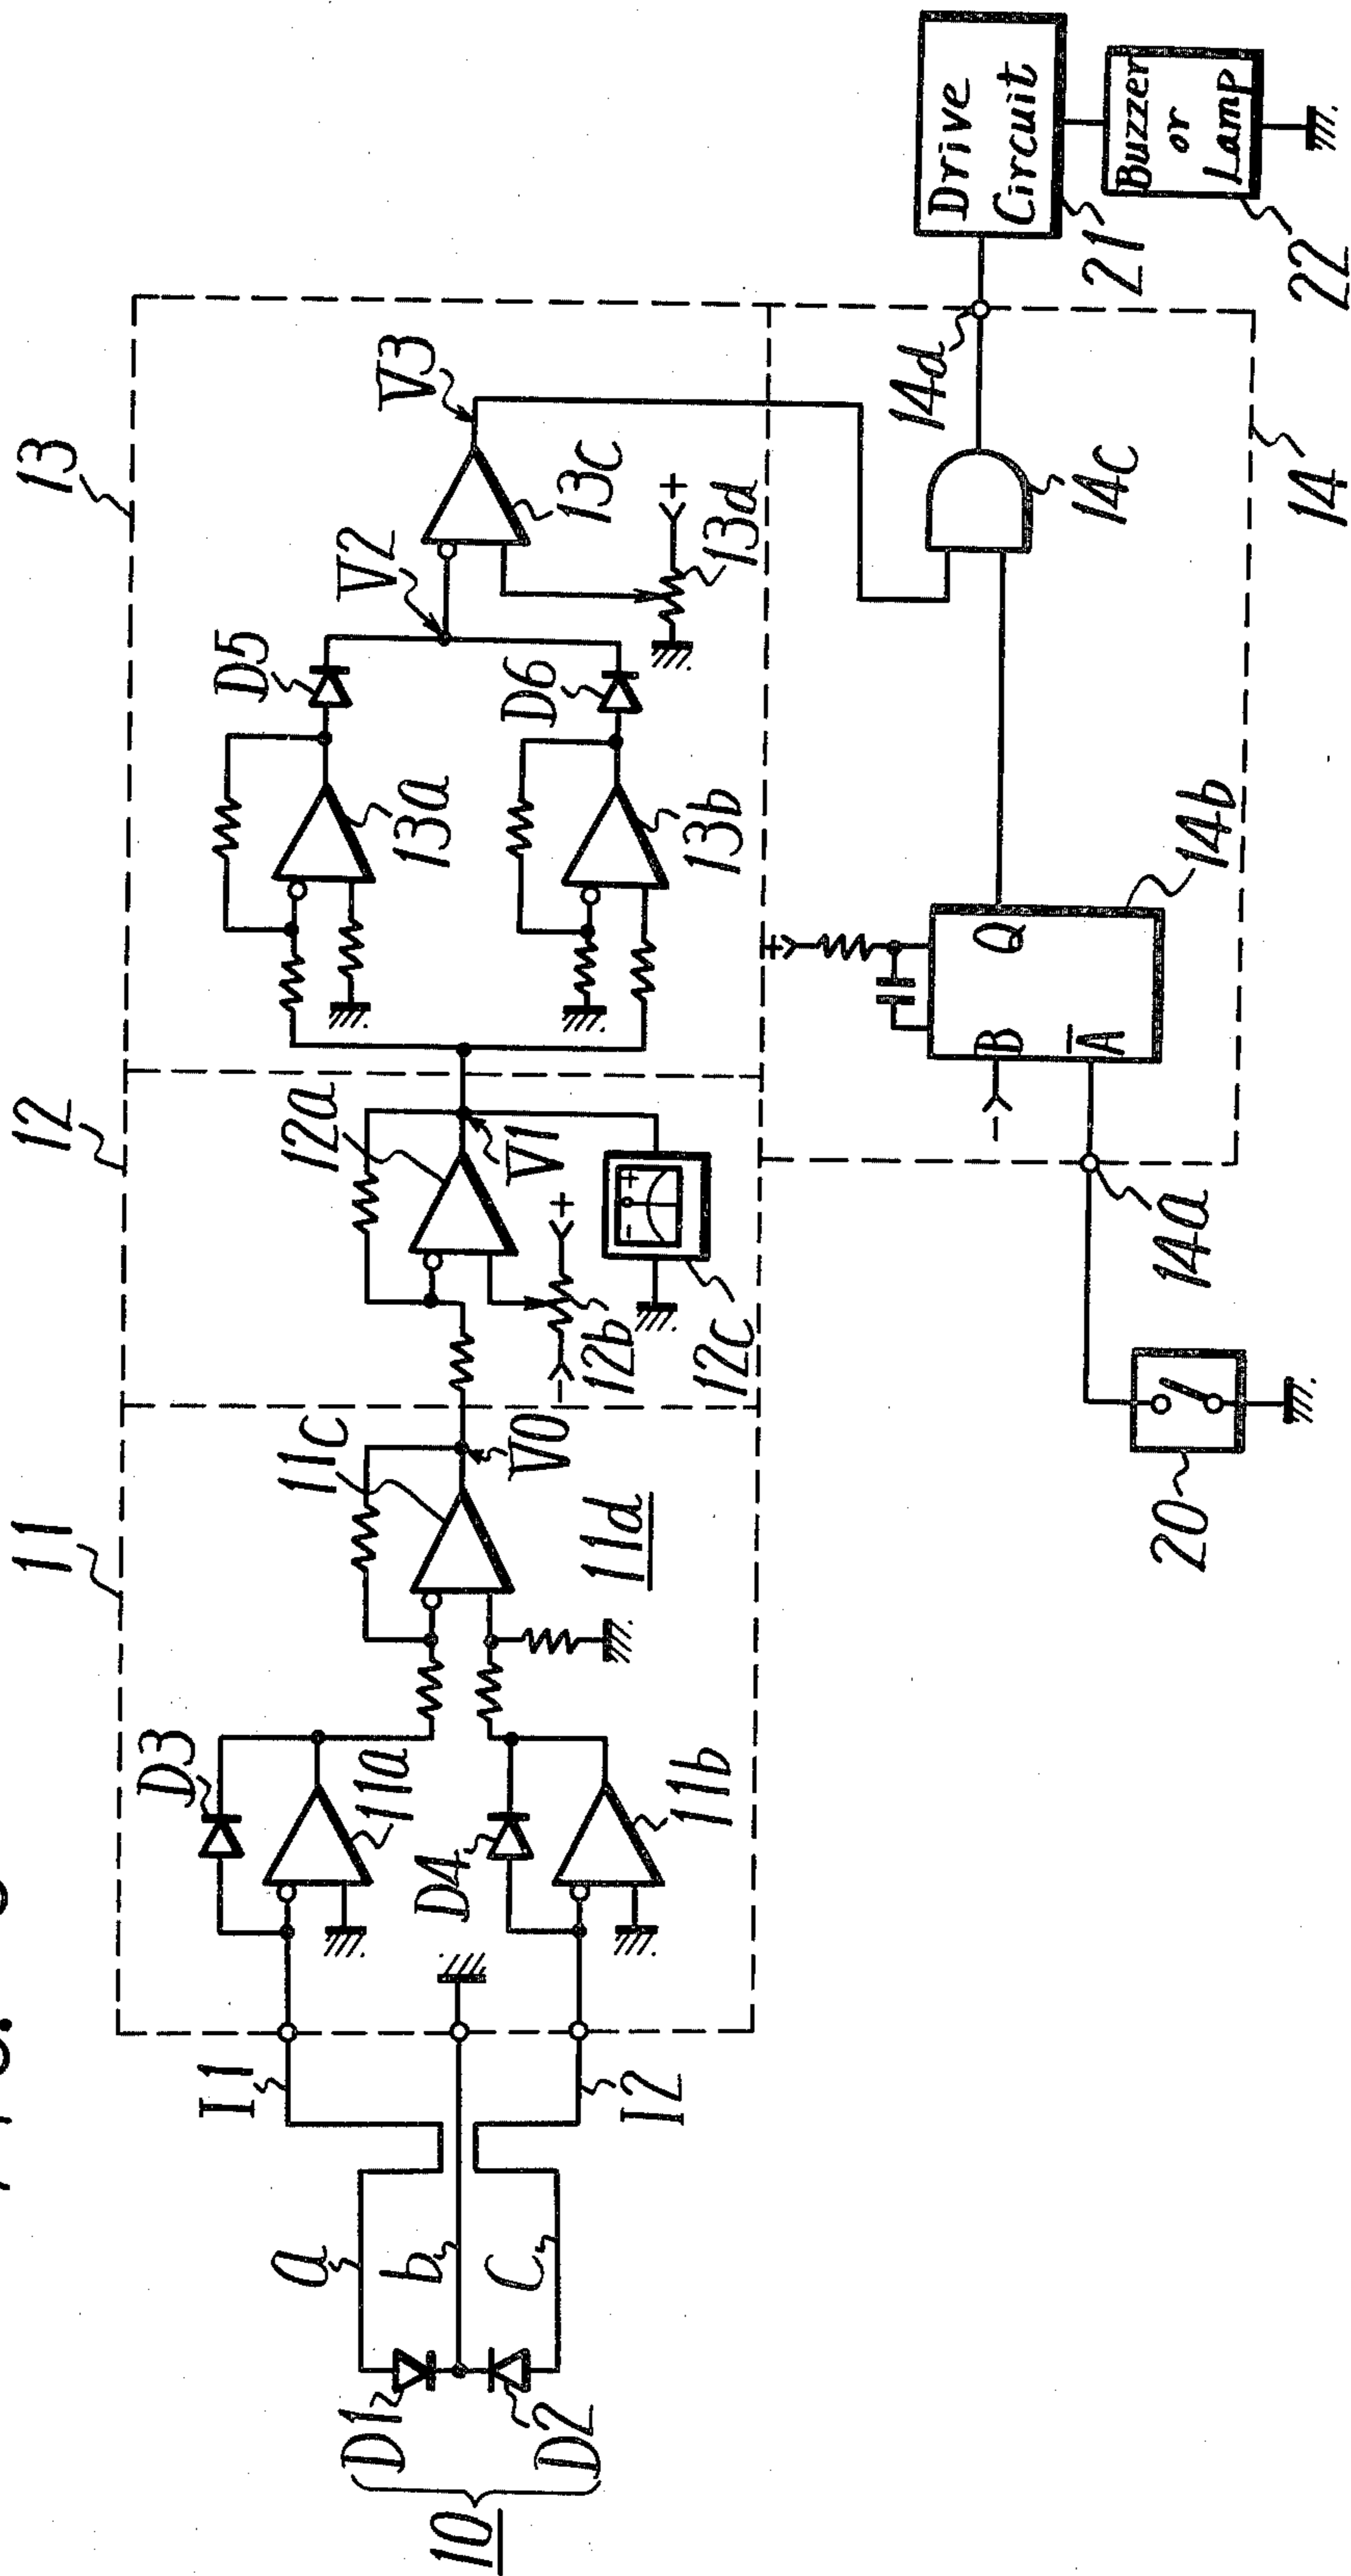 11
12
13
D3
11a
11c
V0
11d
D4
11b
I1
I2
a
b
c
D1
D2
10
12a
V1
12b
- +
12c
- +
D5
13a
V2
V3
D6
13b
13c
+
13d
+
B
Q
A̅
-
14b
14a
14c
14d
14
20
Drive
Circuit
21
Buzzer
or
Lamp
22